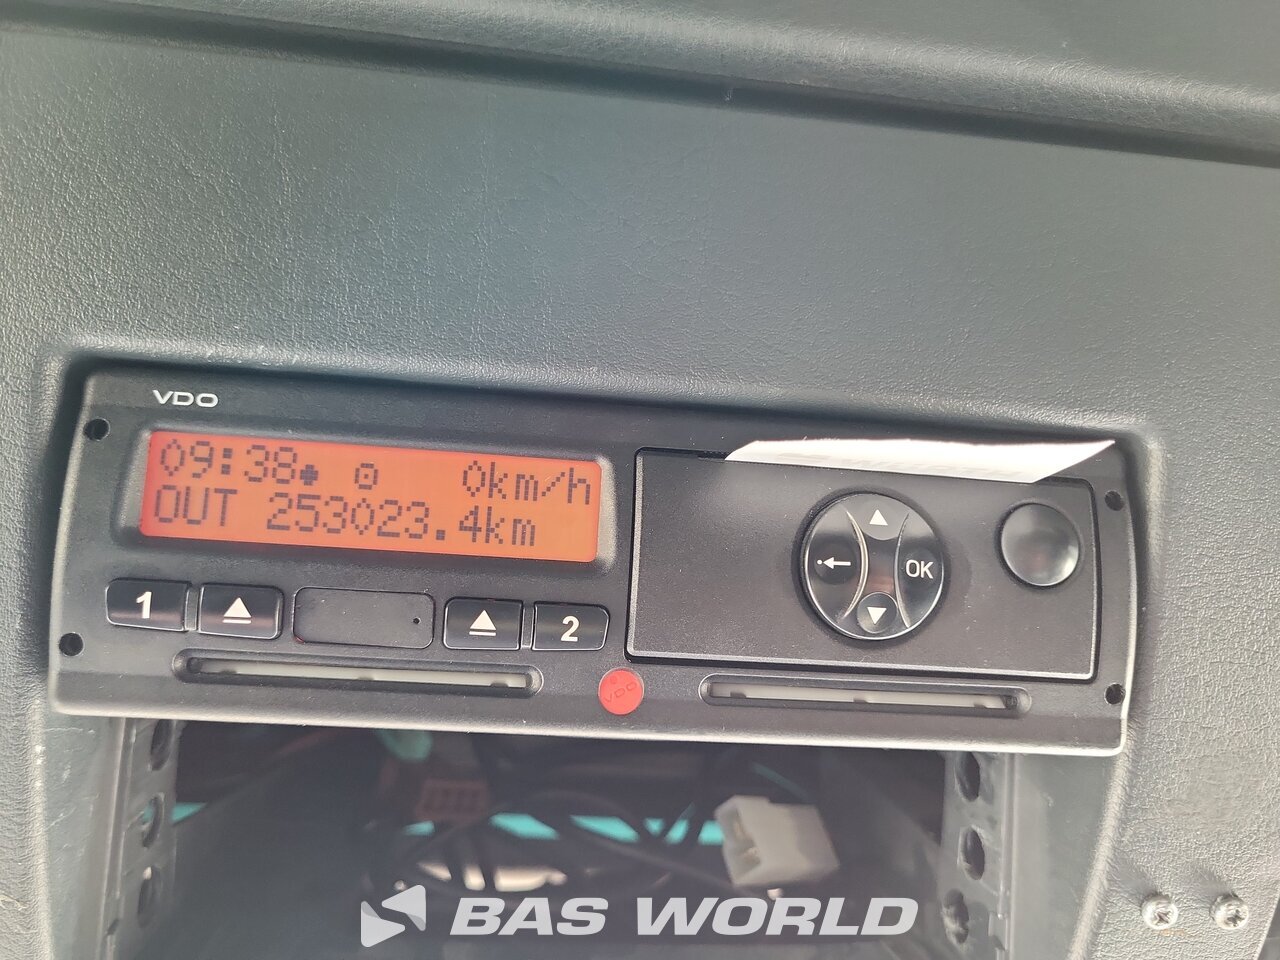 VDO
09:38 0km/h
OUT 253023.4km
1
2
OK
VDO
BAS WORLD